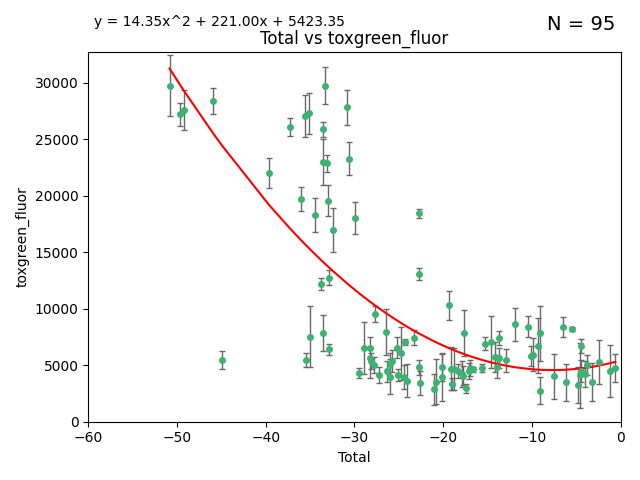 y = 14.35x^2 + 221.00x + 5423.35
N = 95
Total vs toxgreen_fluor
30000
25000
20000
15000
10000
5000
0
toxgreen_fluor
−60 −50 −40 −30 −20 −10 0
Total